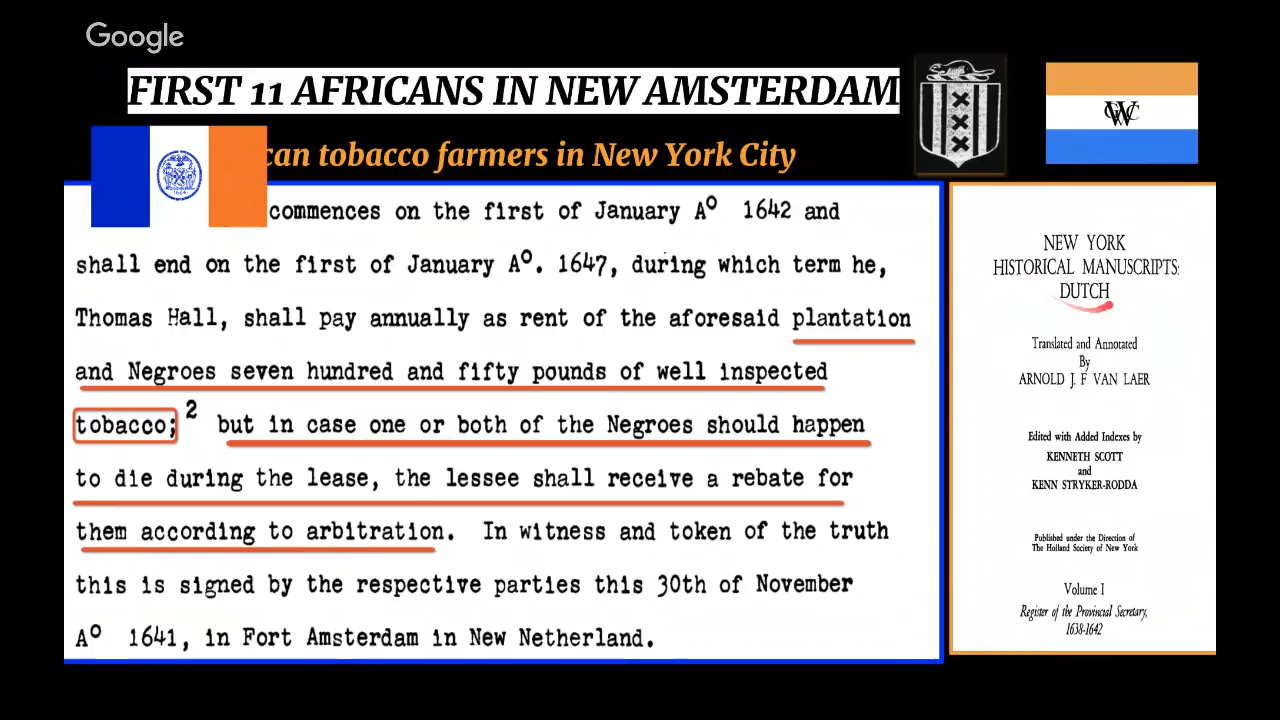 Google
FIRST 11 AFRICANS IN NEW AMSTERDAM
can tobacco farmers in New York City
commences on the first of January Aº 1642 and
shall end on the first of January Aº. 1647, during which term he,
Thomas Hall, shall pay annually as rent of the aforesaid plantation
and Negroes seven hundred and fifty pounds of well inspected
tobacco;2 but in case one or both of the Negroes should happen
to die during the lease, the lessee shall receive a rebate for
them according to arbitration. In witness and token of the truth
this is signed by the respective parties this 30th of November
Aº 1641, in Fort Amsterdam in New Netherland.
NEW YORK
HISTORICAL MANUSCRIPTS:
DUTCH
Translated and Annotated
By
ARNOLD J. F VAN LAER
Edited with Added Indexes by
KENNETH SCOTT
and
KENN STRYKER-RODDA
Published under the Direction of
The Holland Society of New York
Volume I
Register of the Provincial Secretary,
1638-1642